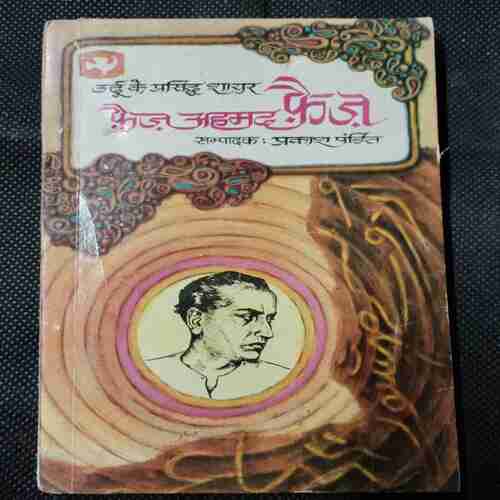 उर्दू के प्रसिद्ध शायर
फ़ैज़ अहमद फ़ैज़
सम्पादक : प्रकाश पंडित